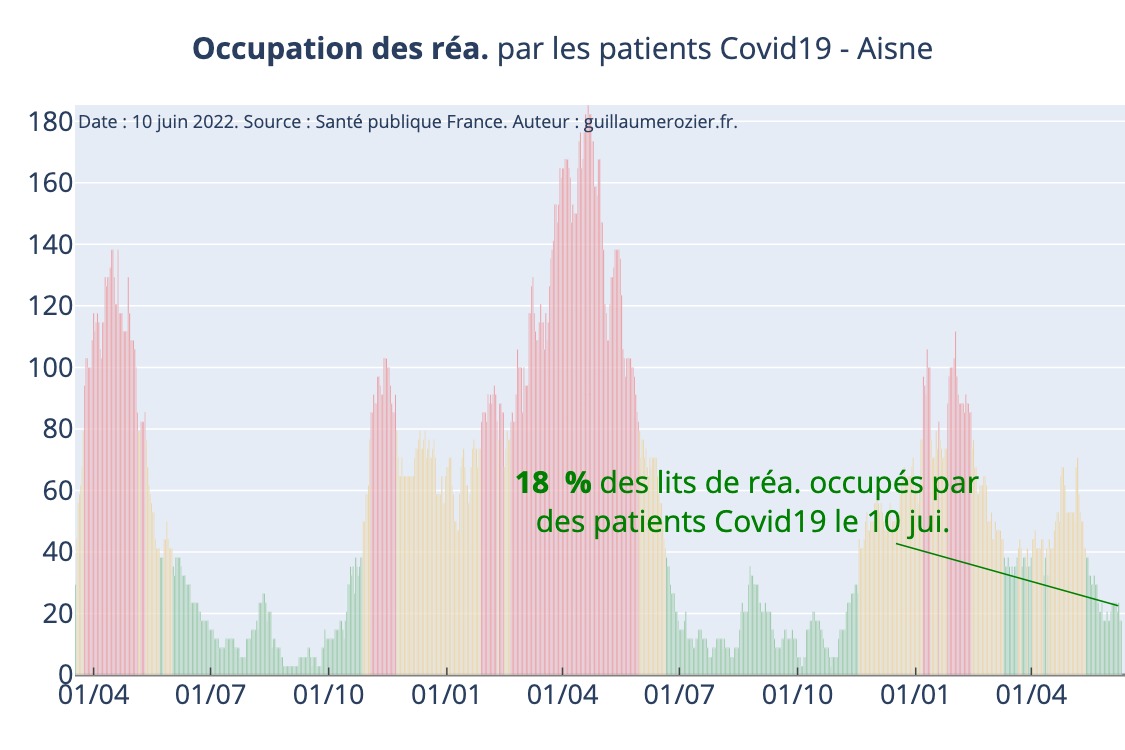 Occupation des réa. par les patients Covid19 - Aisne
180
Date : 10 juin 2022. Source : Santé publique France. Auteur : guillaumerozier.fr.
160
140
120
100
80
60
40
20
0
18  % des lits de réa. occupés par
des patients Covid19 le 10 jui.
01/04 01/07 01/10 01/01 01/04 01/07 01/10 01/01 01/04